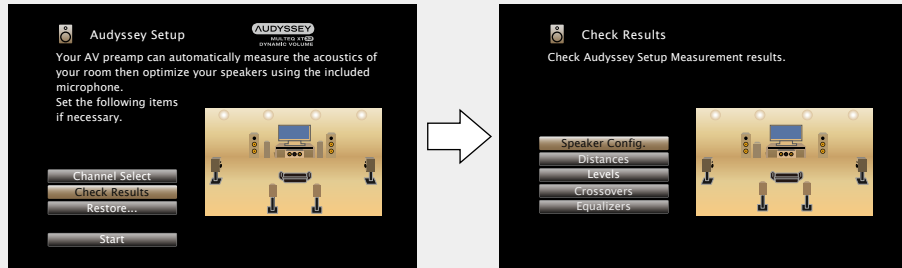 Audyssey Setup
AUDYSSEY
MULTEQ XT32
DYNAMIC VOLUME
Your AV preamp can automatically measure the acoustics of
your room then optimize your speakers using the included
microphone.
Set the following items
if necessary.
Channel Select
Check Results
Restore...
Start
Check Results
Check Audyssey Setup Measurement results.
Speaker Config.
Distances
Levels
Crossovers
Equalizers